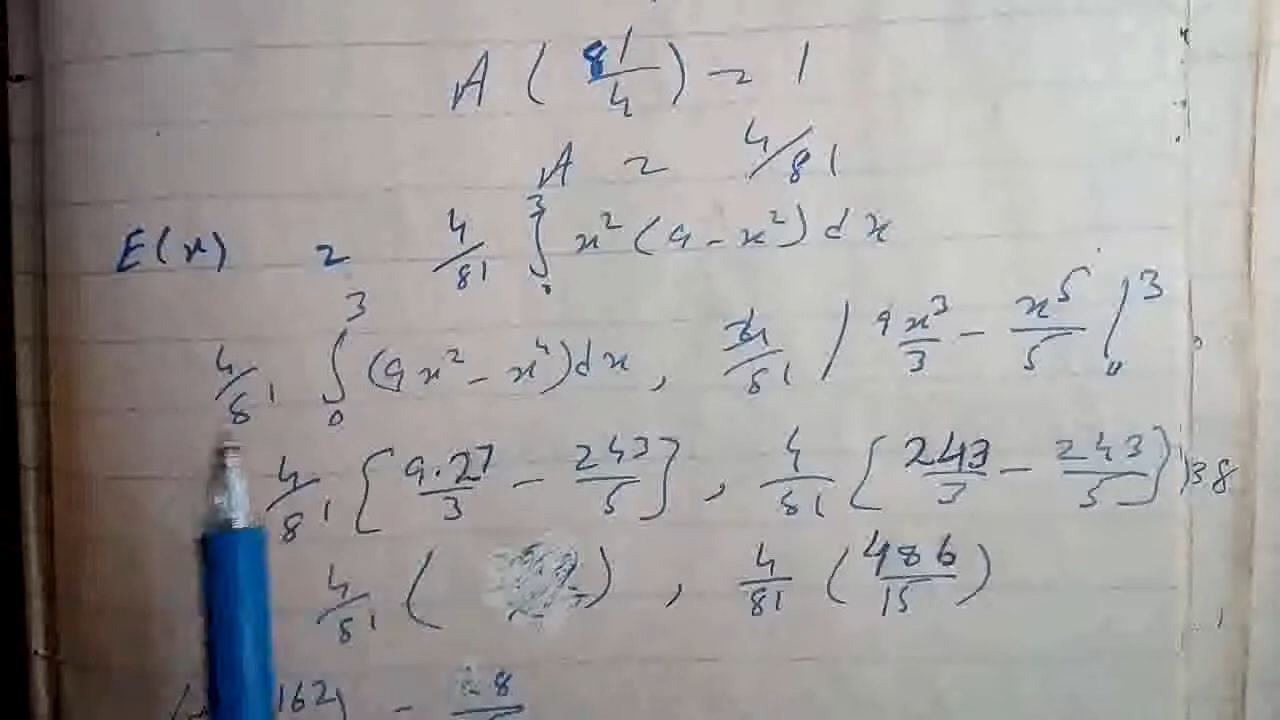 A ( 81/4 ) = 1
A = 4/81
E(x) = 4/81 ∫₀³ x² (9 - x²) dx
4/81 ∫₀³ (9x² - x⁴) dx , 4/81 | 9x³/3 - x⁵/5 |₀³
4/81 [ 9.27/3 - 243/5 ] , 4/81 [ 243/3 - 243/5 ]
4/81 ( ) , 4/81 ( 486/15 )
162